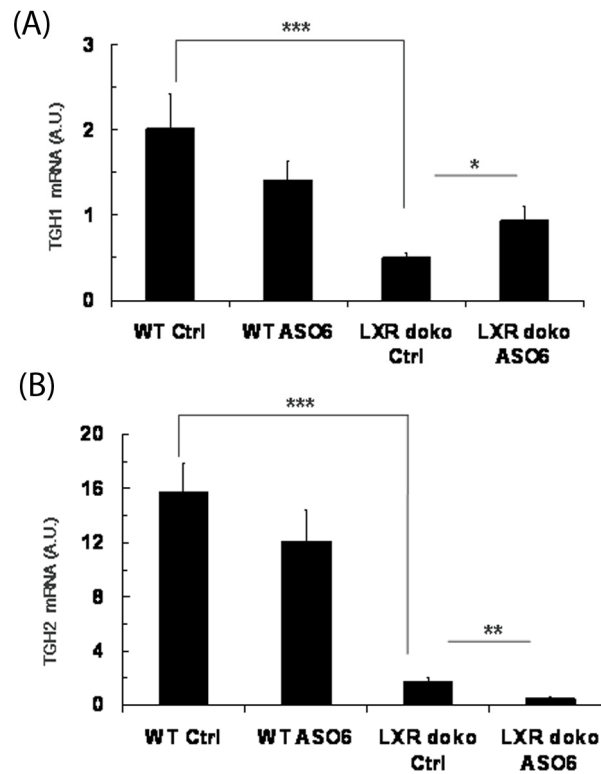 (A)
***
3
2
1
0
TGH1 mRNA (A.U.)
*
WT Ctrl
WT ASO6
LXR doko
Ctrl
LXR doko
ASO6
(B)
***
20
16
12
8
4
0
TGH2 mRNA (A.U.)
**
WT Ctrl
WT ASO6
LXR doko
Ctrl
LXR doko
ASO6